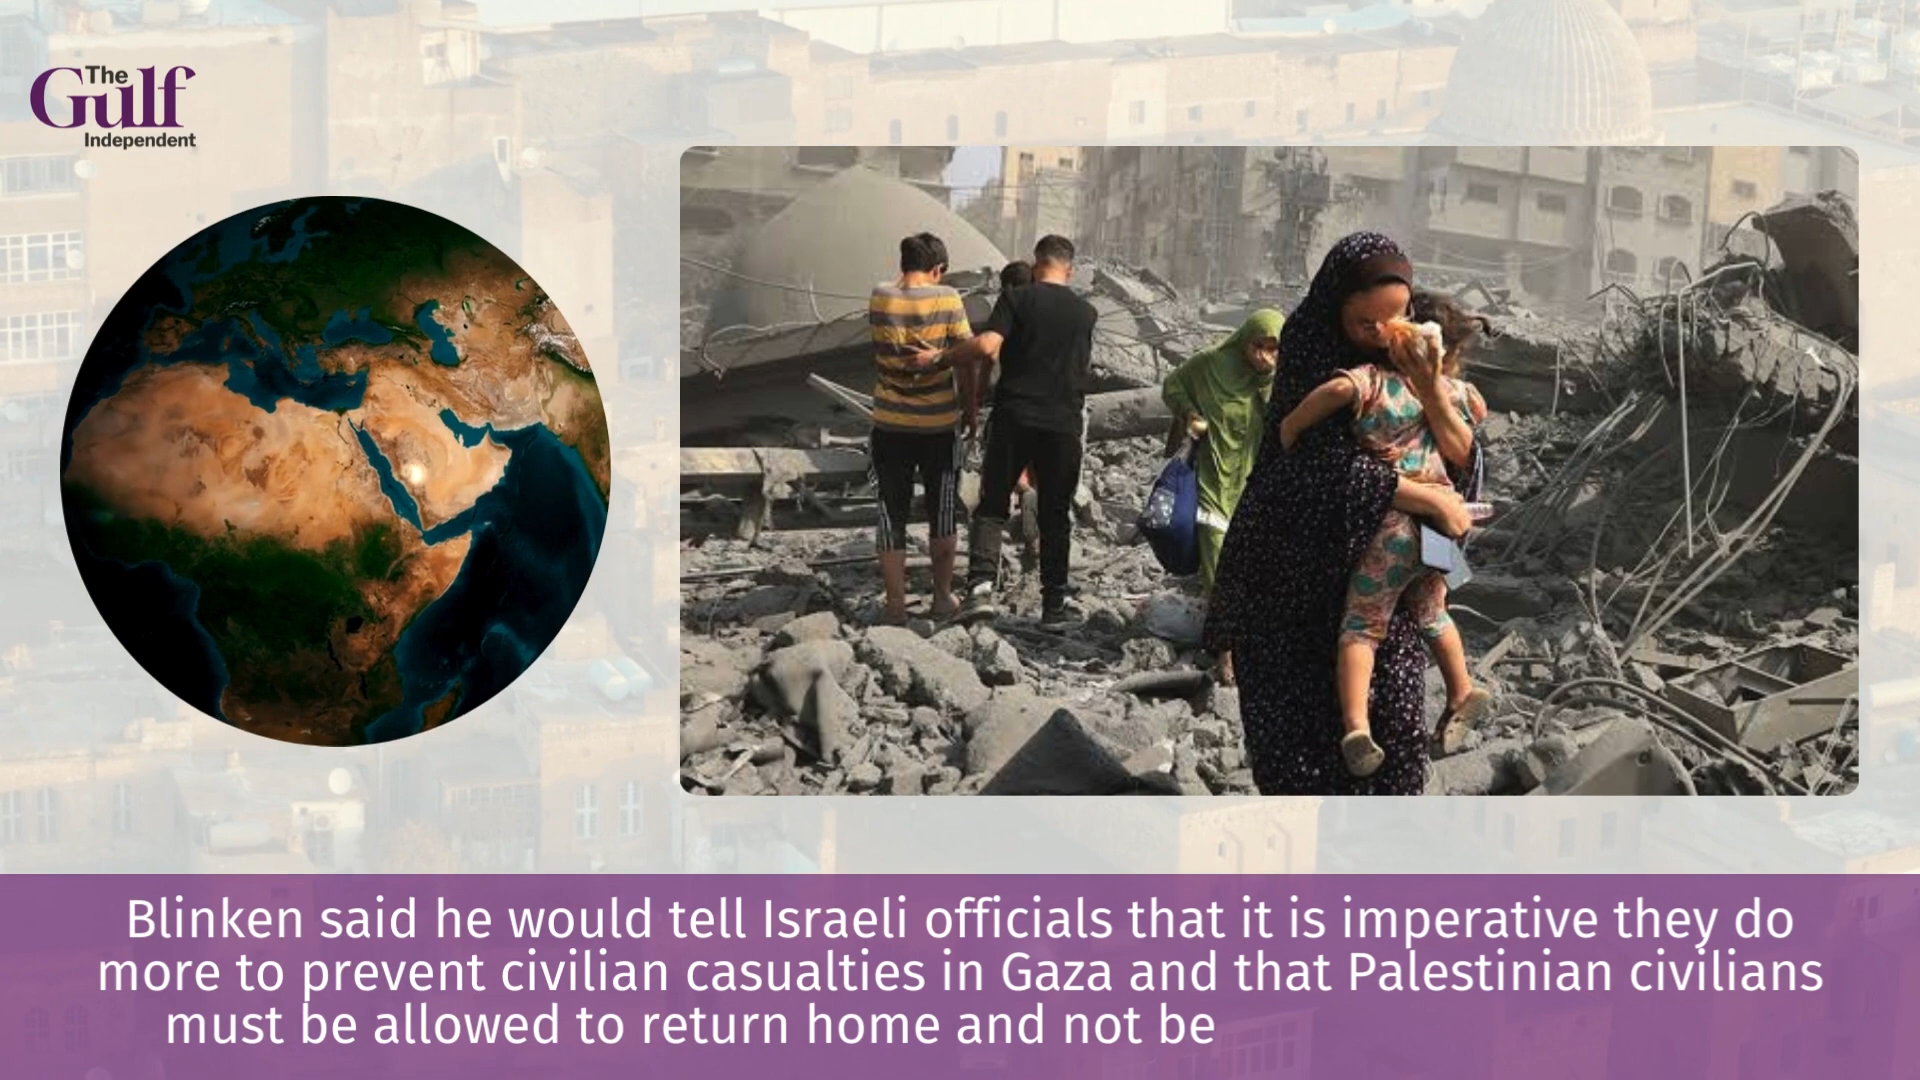 The
Gulf
Independent
Blinken said he would tell Israeli officials that it is imperative they do
more to prevent civilian casualties in Gaza and that Palestinian civilians
must be allowed to return home and not be